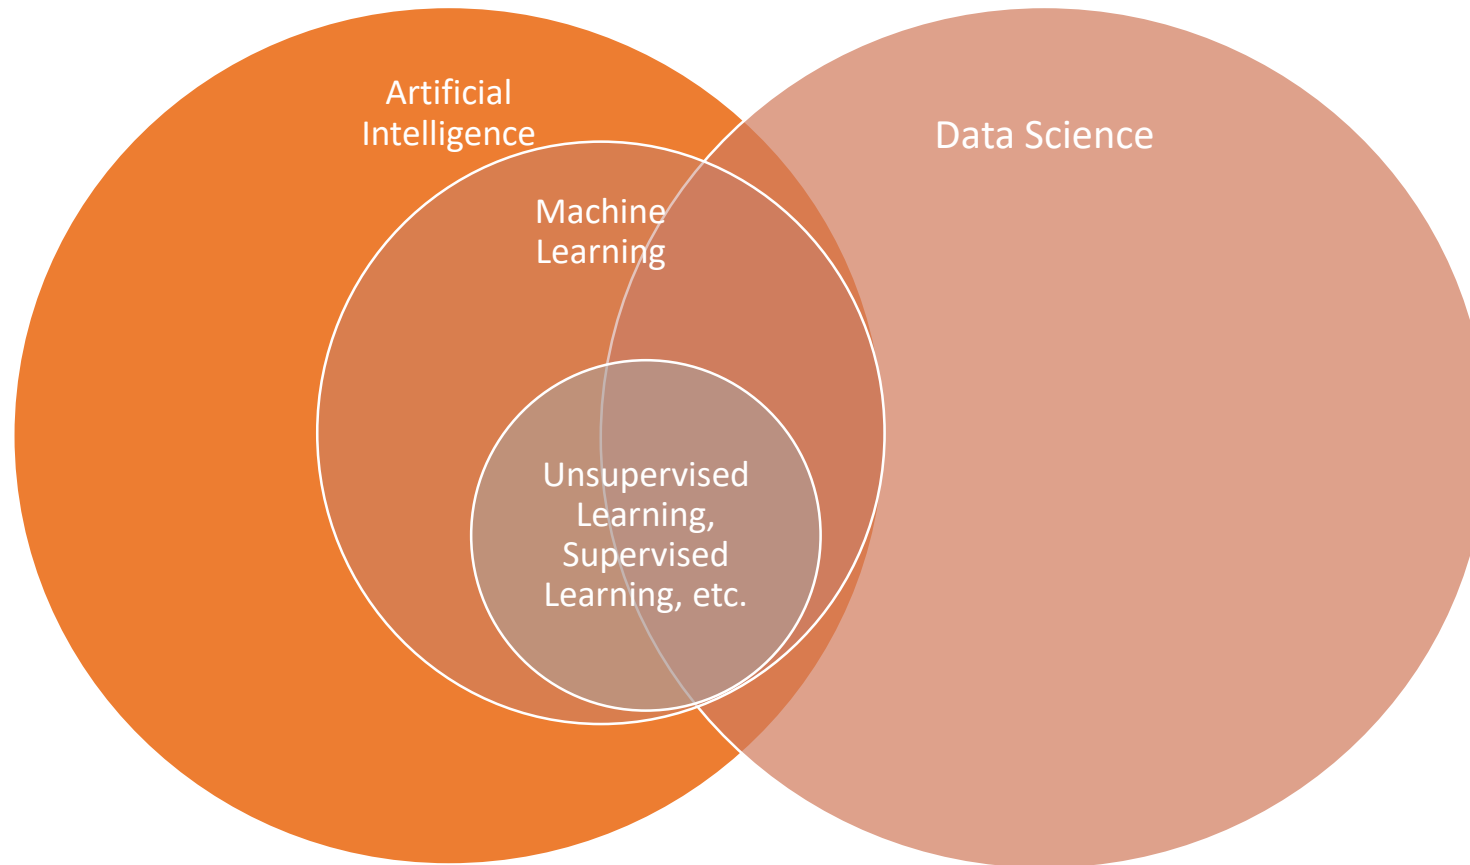 Artificial
Intelligence
Data Science
Machine
Learning
Unsupervised
Learning,
Supervised
Learning, etc.